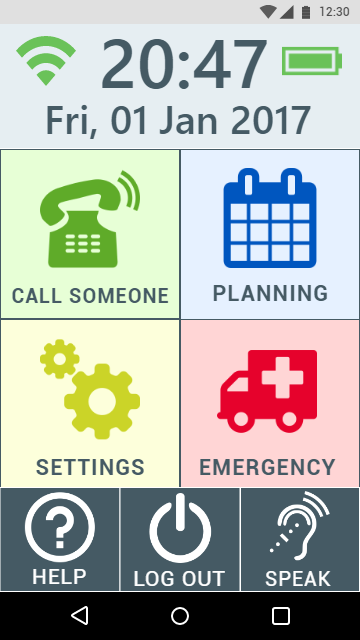 12:30
20:47
Fri, 01 Jan 2017
CALL SOMEONE
PLANNING
SETTINGS
EMERGENCY
HELP
LOG OUT
SPEAK